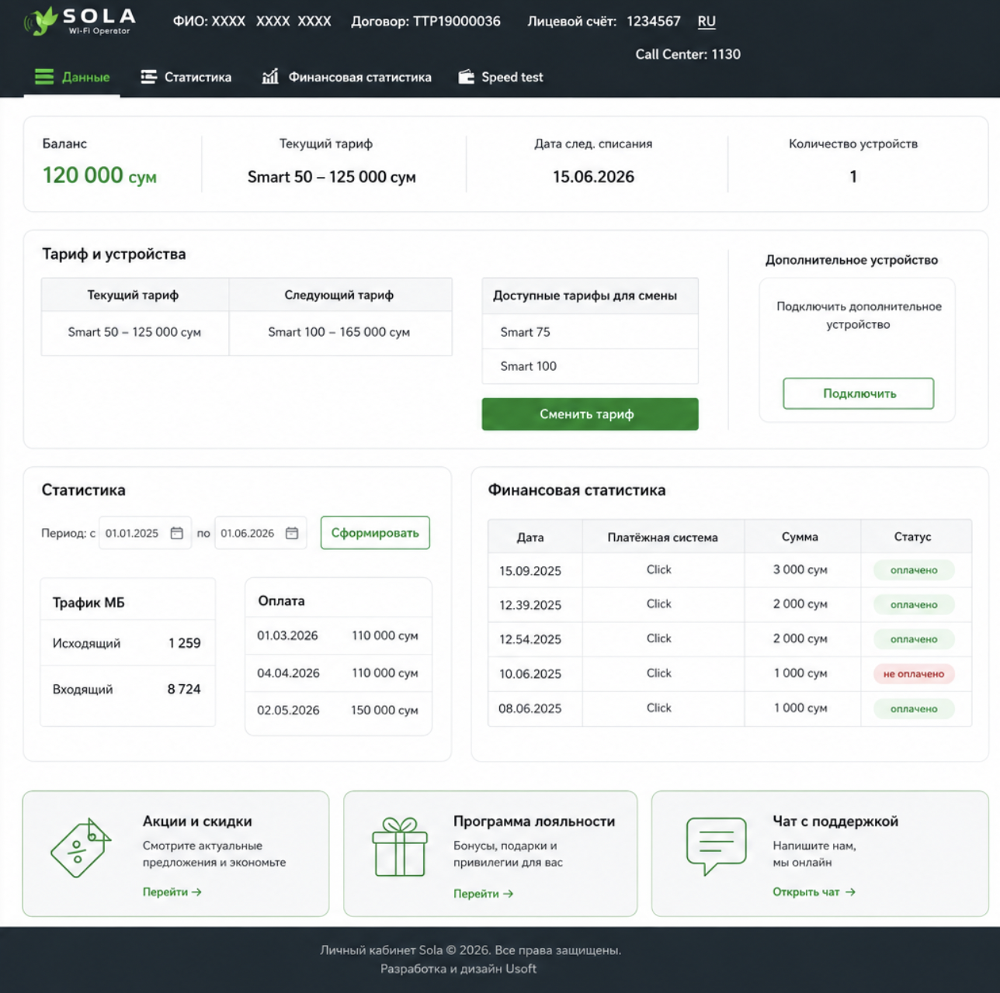 SOLA
Wi-Fi Operator
ФИО: XXXX XXXX XXXX Договор: TTP19000036 Лицевой счёт: 1234567 RU
Call Center: 1130
Данные Статистика Финансовая статистика Speed test
Баланс Текущий тариф Дата след. списания Количество устройств
120 000 сум Smart 50 – 125 000 сум 15.06.2026 1
Тариф и устройства
Текущий тариф Следующий тариф
Smart 50 – 125 000 сум Smart 100 – 165 000 сум
Доступные тарифы для смены
Smart 75
Smart 100
Сменить тариф
Дополнительное устройство
Подключить дополнительное
устройство
Подключить
Статистика
Период: с 01.01.2025 по 01.06.2026 Сформировать
Трафик МБ
Исходящий 1 259
Входящий 8 724
Оплата
01.03.2026 110 000 сум
04.04.2026 110 000 сум
02.05.2026 150 000 сум
Финансовая статистика
Дата Платёжная система Сумма Статус
15.09.2025 Click 3 000 сум оплачено
12.39.2025 Click 2 000 сум оплачено
12.54.2025 Click 2 000 сум оплачено
10.06.2025 Click 1 000 сум не оплачено
08.06.2025 Click 1 000 сум оплачено
Акции и скидки
Смотрите актуальные
предложения и экономьте
Перейти →
Программа лояльности
Бонусы, подарки и
привилегии для вас
Перейти →
Чат с поддержкой
Напишите нам,
мы онлайн
Открыть чат →
Личный кабинет Sola © 2026. Все права защищены.
Разработка и дизайн Usoft